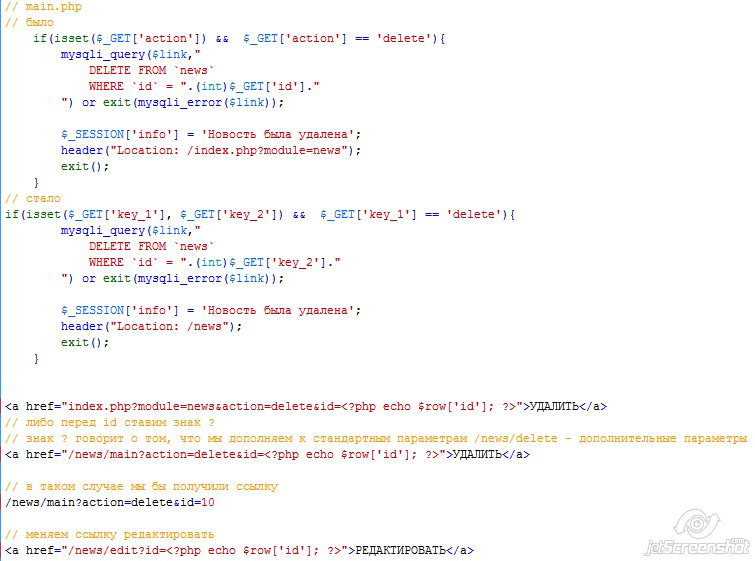 // main.php
// было
if(isset($_GET['action']) && $_GET['action'] == 'delete'){
mysqli_query($link,"
DELETE FROM `news`
WHERE `id` = ".(int)$_GET['id']."
") or exit(mysqli_error($link));
$_SESSION['info'] = 'Новость была удалена';
header("Location: /index.php?module=news");
exit();
}
// стало
if(isset($_GET['key_1'], $_GET['key_2']) && $_GET['key_1'] == 'delete'){
mysqli_query($link,"
DELETE FROM `news`
WHERE `id` = ".(int)$_GET['key_2']."
") or exit(mysqli_error($link));
$_SESSION['info'] = 'Новость была удалена';
header("Location: /news");
exit();
}
<a href="index.php?module=news&action=delete&id=<?php echo $row['id']; ?>">УДАЛИТЬ</a>
// либо перед id ставим знак ?
// знак ? говорит о том, что мы дополняем к стандартным параметрам /news/delete - дополнительные параметры
<a href="/news/main?action=delete&id=<?php echo $row['id']; ?>">УДАЛИТЬ</a>
// в таком случае мы бы получили ссылку
/news/main?action=delete&id=10
// меняем ссылку редактировать
<a href="/news/edit?id=<?php echo $row['id']; ?>">РЕДАКТИРОВАТЬ</a>
jetScreenshot